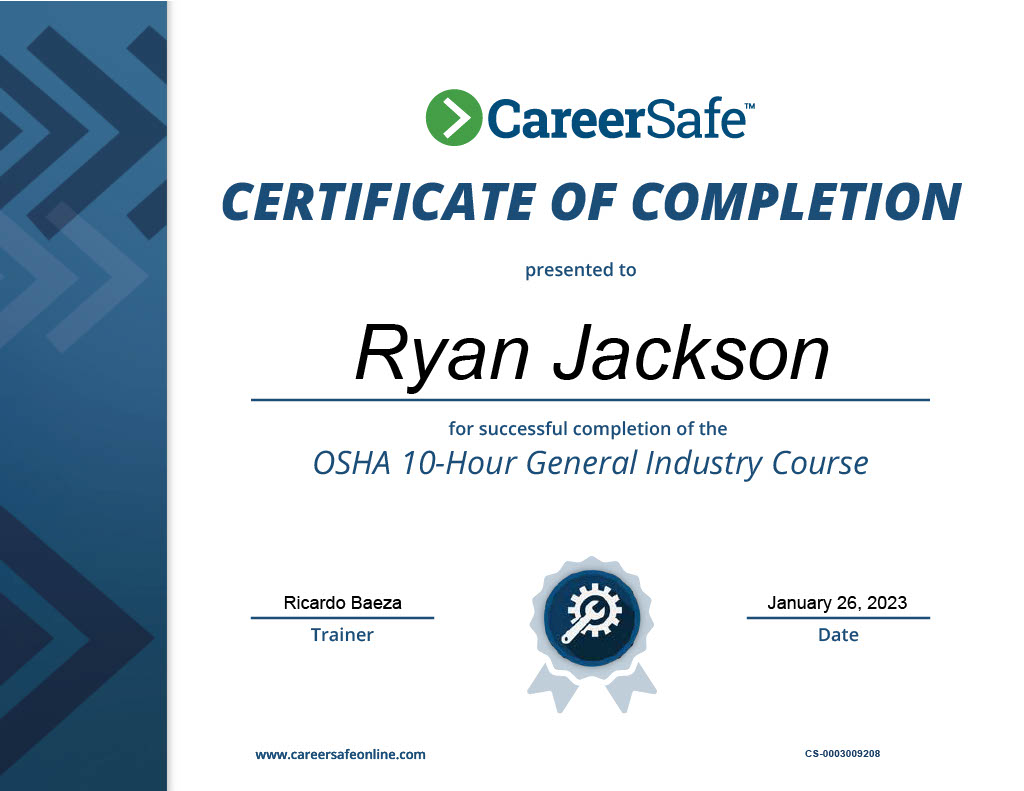 CareerSafe™
CERTIFICATE OF COMPLETION
presented to
Ryan Jackson
for successful completion of the
OSHA 10-Hour General Industry Course
Ricardo Baeza
Trainer
January 26, 2023
Date
www.careersafeonline.com
CS-0003009208